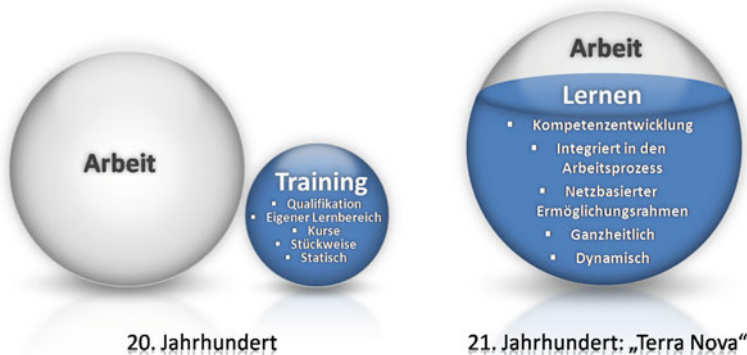 Arbeit
Training
▪ Qualifikation
▪ Eigener Lernbereich
▪ Kurse
▪ Stückweise
▪ Statisch
20. Jahrhundert
Arbeit
Lernen
▪ Kompetenzentwicklung
▪ Integriert in den
Arbeitsprozess
▪ Netzbasierter
Ermöglichungsrahmen
▪ Ganzheitlich
▪ Dynamisch
21. Jahrhundert: „Terra Nova“